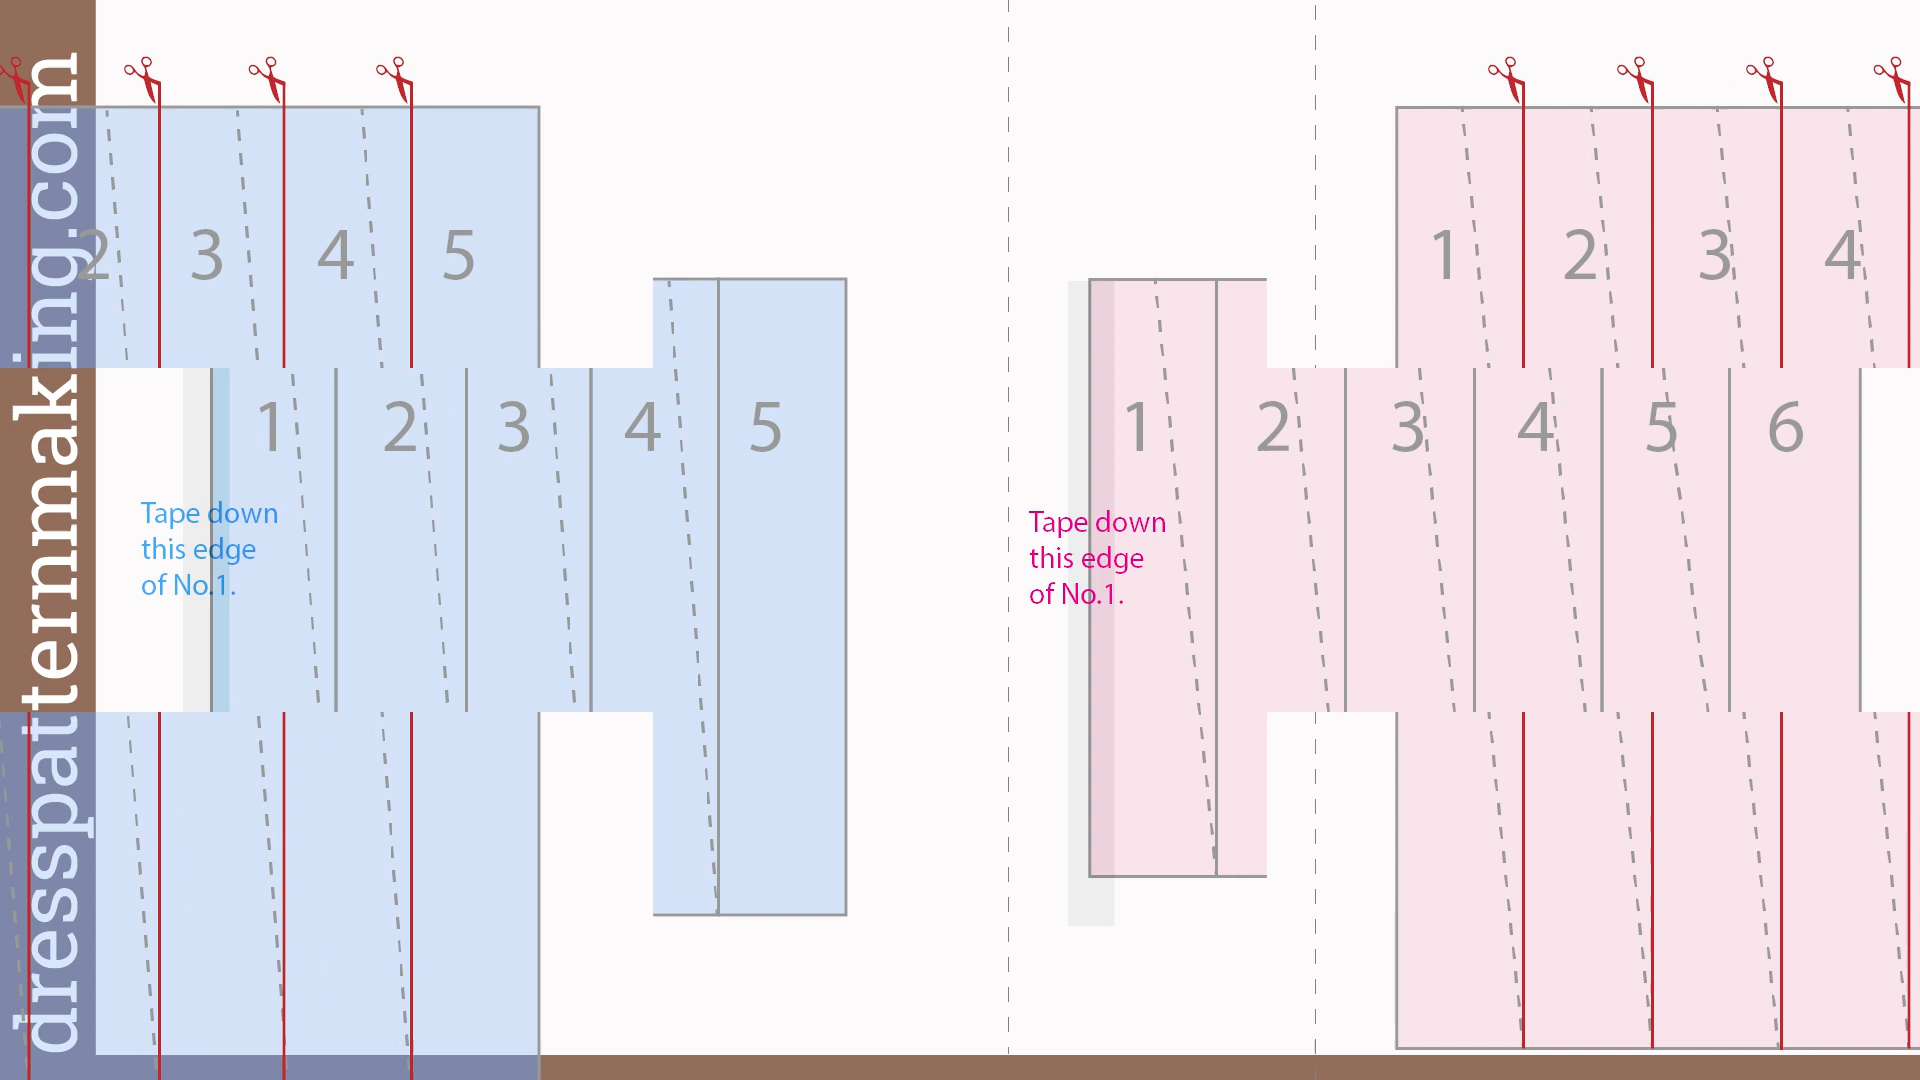 dresspatternmaking.com
2 3 4 5
1 2 3 4 5
Tape down
this edge
of No.1.
1 2 3 4
1 2 3 4 5 6
Tape down
this edge
of No.1.